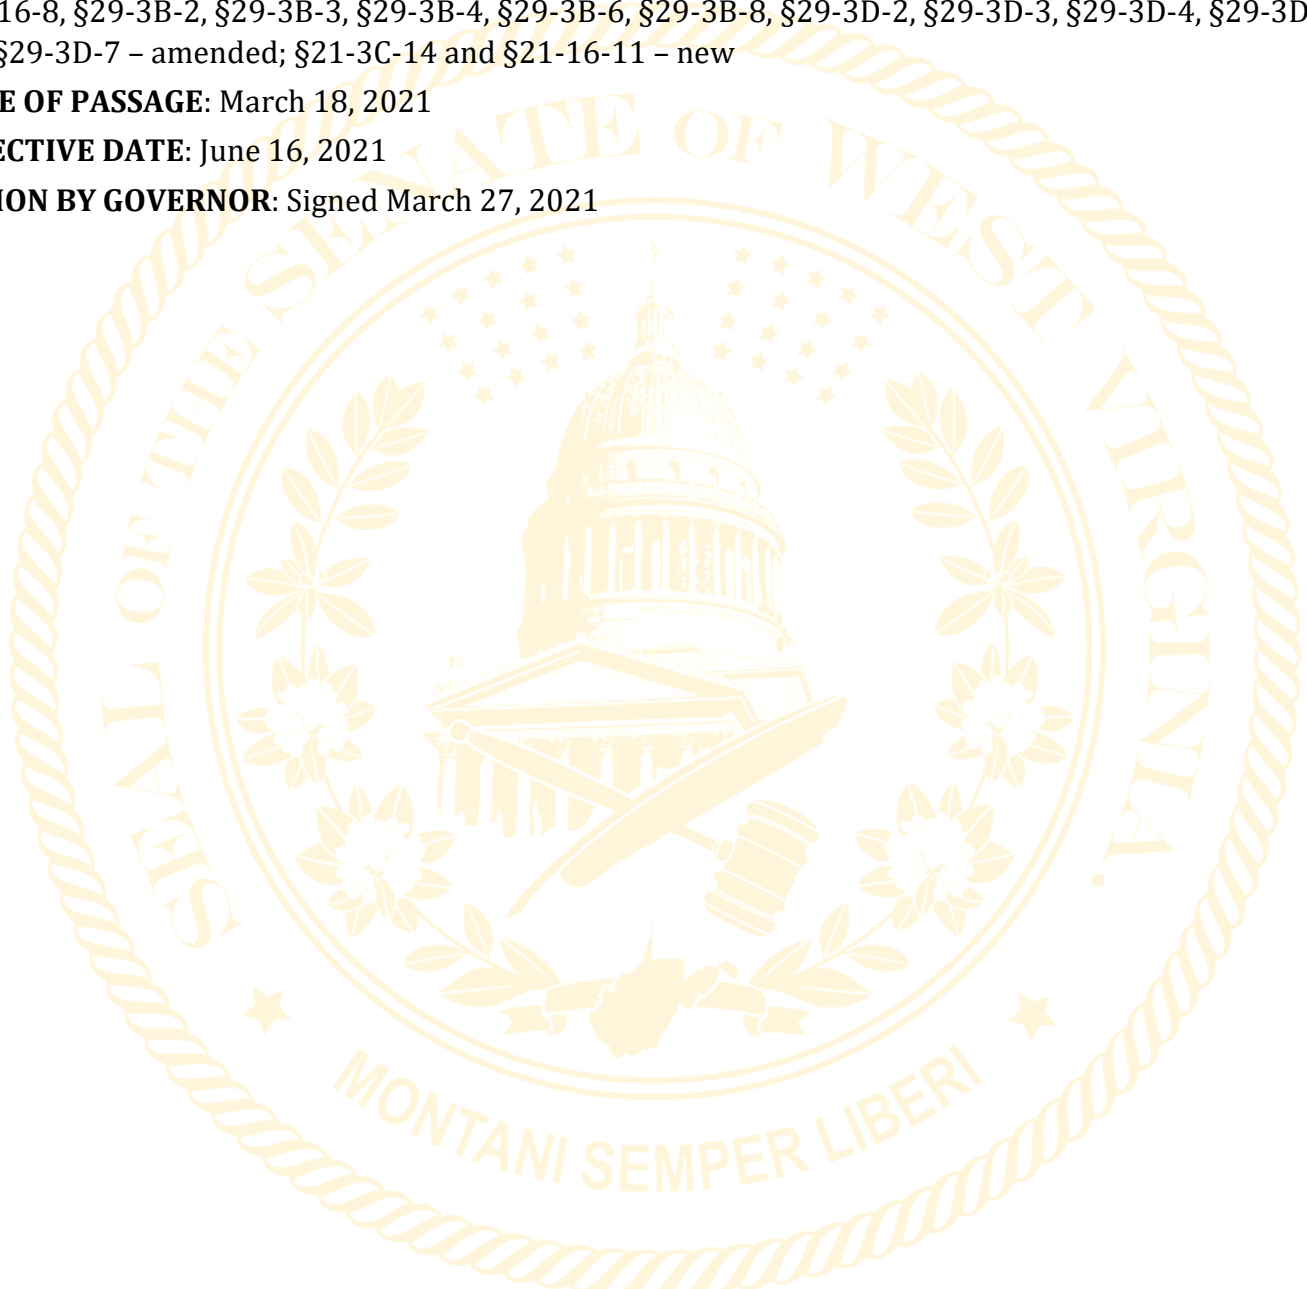 16-8, §29-3B-2, §29-3B-3, §29-3B-4, §29-3B-6, §29-3B-8, §29-3D-2, §29-3D-3, §29-3D-4, §29-3D
§29-3D-7 – amended; §21-3C-14 and §21-16-11 – new
E OF PASSAGE: March 18, 2021
ECTIVE DATE: June 16, 2021
ION BY GOVERNOR: Signed March 27, 2021
SEAL OF THE SENATE OF WEST VIRGINIA.
MONTANI SEMPER LIBERI